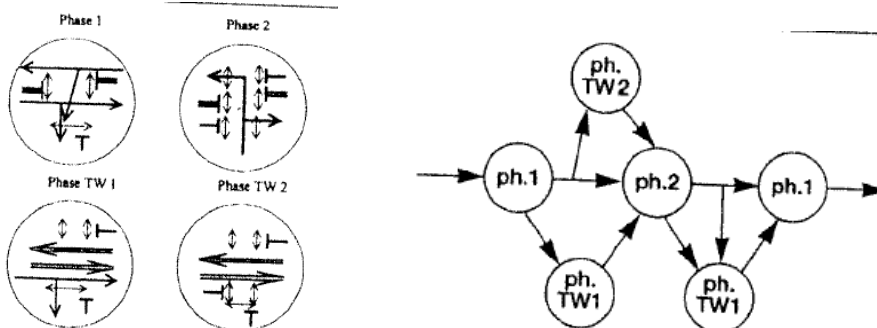 Phase 1
Phase 2
T
Phase TW 1
Phase TW 2
T
T
ph. TW2
ph.1
ph.2
ph.1
ph. TW1
ph. TW1